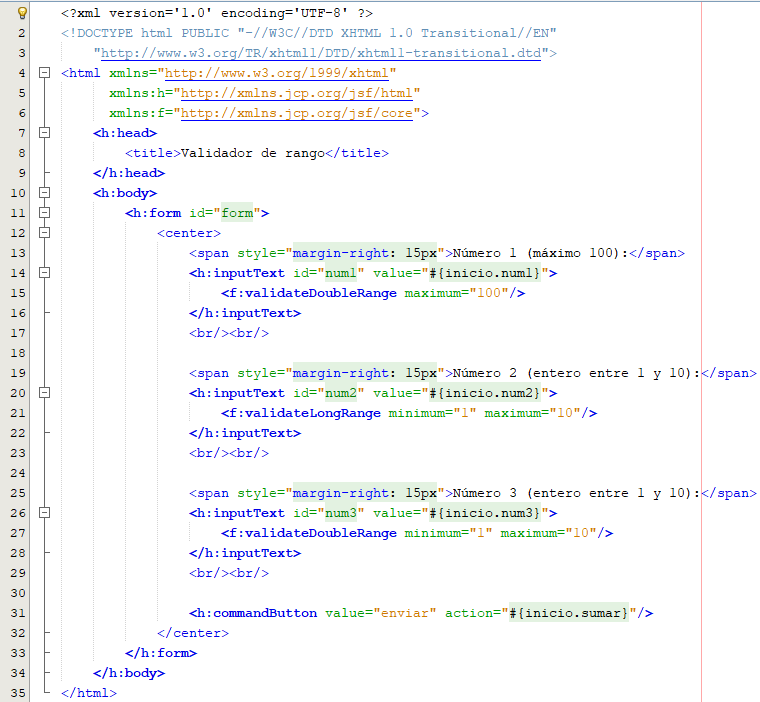 <?xml version='1.0' encoding='UTF-8' ?>
2 <!DOCTYPE html PUBLIC "-//W3C//DTD XHTML 1.0 Transitional//EN"
3 "http://www.w3.org/TR/xhtml1/DTD/xhtml1-transitional.dtd">
4 <html xmlns="http://www.w3.org/1999/xhtml"
5 xmlns:h="http://xmlns.jcp.org/jsf/html"
6 xmlns:f="http://xmlns.jcp.org/jsf/core">
7 <h:head>
8 <title>Validador de rango</title>
9 </h:head>
10 <h:body>
11 <h:form id="form">
12 <center>
13 <span style="margin-right: 15px">Número 1 (máximo 100):</span>
14 <h:inputText id="num1" value="#{inicio.num1}">
15 <f:validateDoubleRange maximum="100"/>
16 </h:inputText>
17 <br/><br/>
18
19 <span style="margin-right: 15px">Número 2 (entero entre 1 y 10):</span>
20 <h:inputText id="num2" value="#{inicio.num2}">
21 <f:validateLongRange minimum="1" maximum="10"/>
22 </h:inputText>
23 <br/><br/>
24
25 <span style="margin-right: 15px">Número 3 (entero entre 1 y 10):</span>
26 <h:inputText id="num3" value="#{inicio.num3}">
27 <f:validateDoubleRange minimum="1" maximum="10"/>
28 </h:inputText>
29 <br/><br/>
30
31 <h:commandButton value="enviar" action="#{inicio.sumar}"/>
32 </center>
33 </h:form>
34 </h:body>
35 </html>